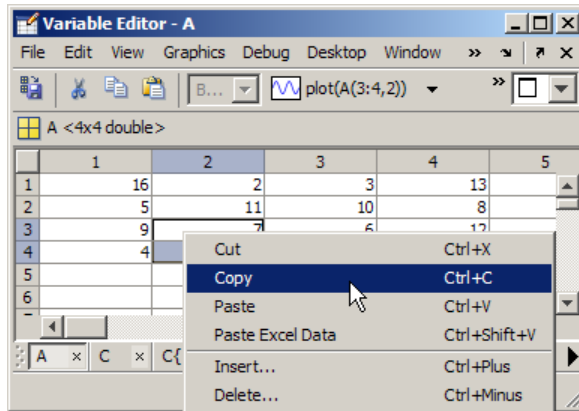 Variable Editor - A
File Edit View Graphics Debug Desktop Window »
B... plot(A(3:4,2)) »
A <4x4 double>
1 2 3 4 5
1 16 2 3 13
2 5 11 10 8
3 9 7 6 12
4 4
5
6
Cut Ctrl+X
Copy Ctrl+C
Paste Ctrl+V
Paste Excel Data Ctrl+Shift+V
A × C × C{
Insert... Ctrl+Plus
Delete... Ctrl+Minus